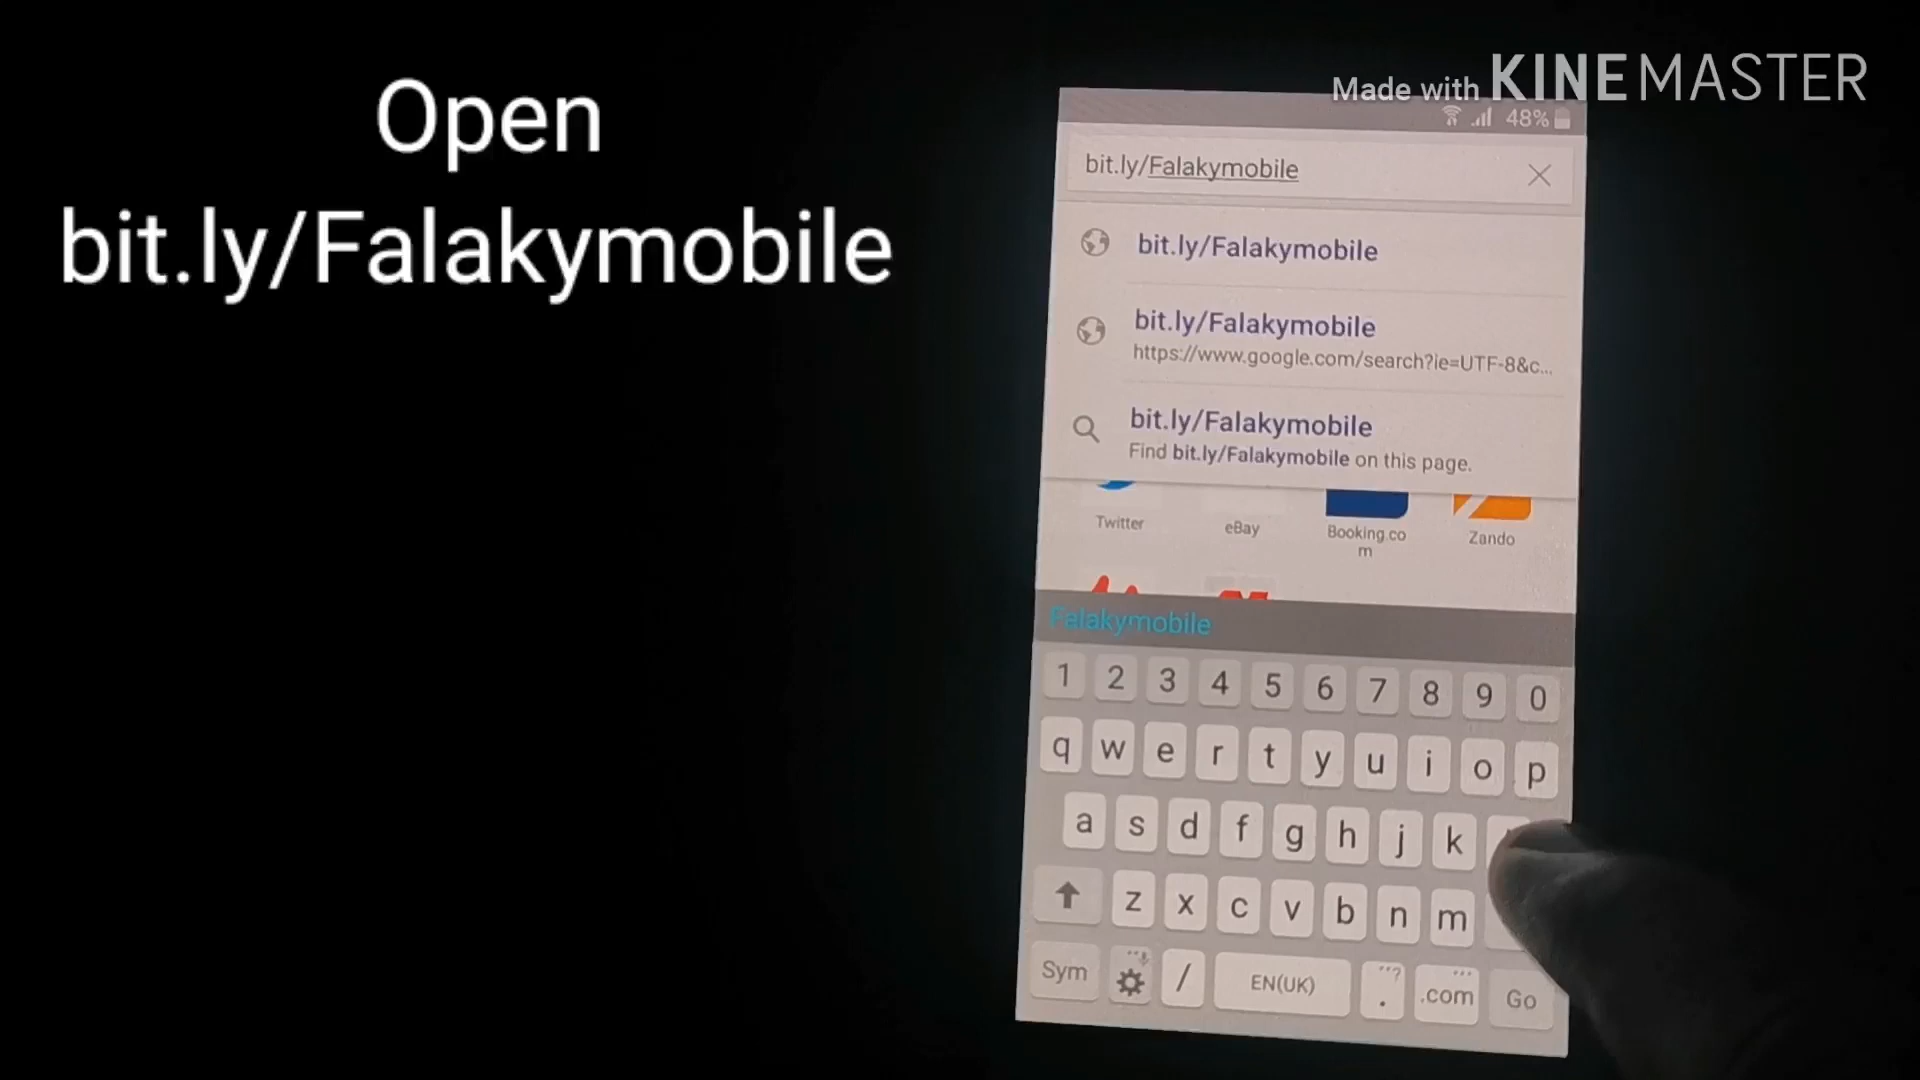 Open
bit.ly/Falakymobile
Made with KINEMASTER
48%
bit.ly/Falakymobile
bit.ly/Falakymobile
bit.ly/Falakymobile
https://www.google.com/search?ie=UTF-8&c...
bit.ly/Falakymobile
Find bit.ly/Falakymobile on this page.
Twitter eBay Booking.co Zando
m
Falakymobile
1 2 3 4 5 6 7 8 9 0
q w e r t y u i o p
a s d f g h j k
z x c v b n m
Sym / EN(UK) . .com Go